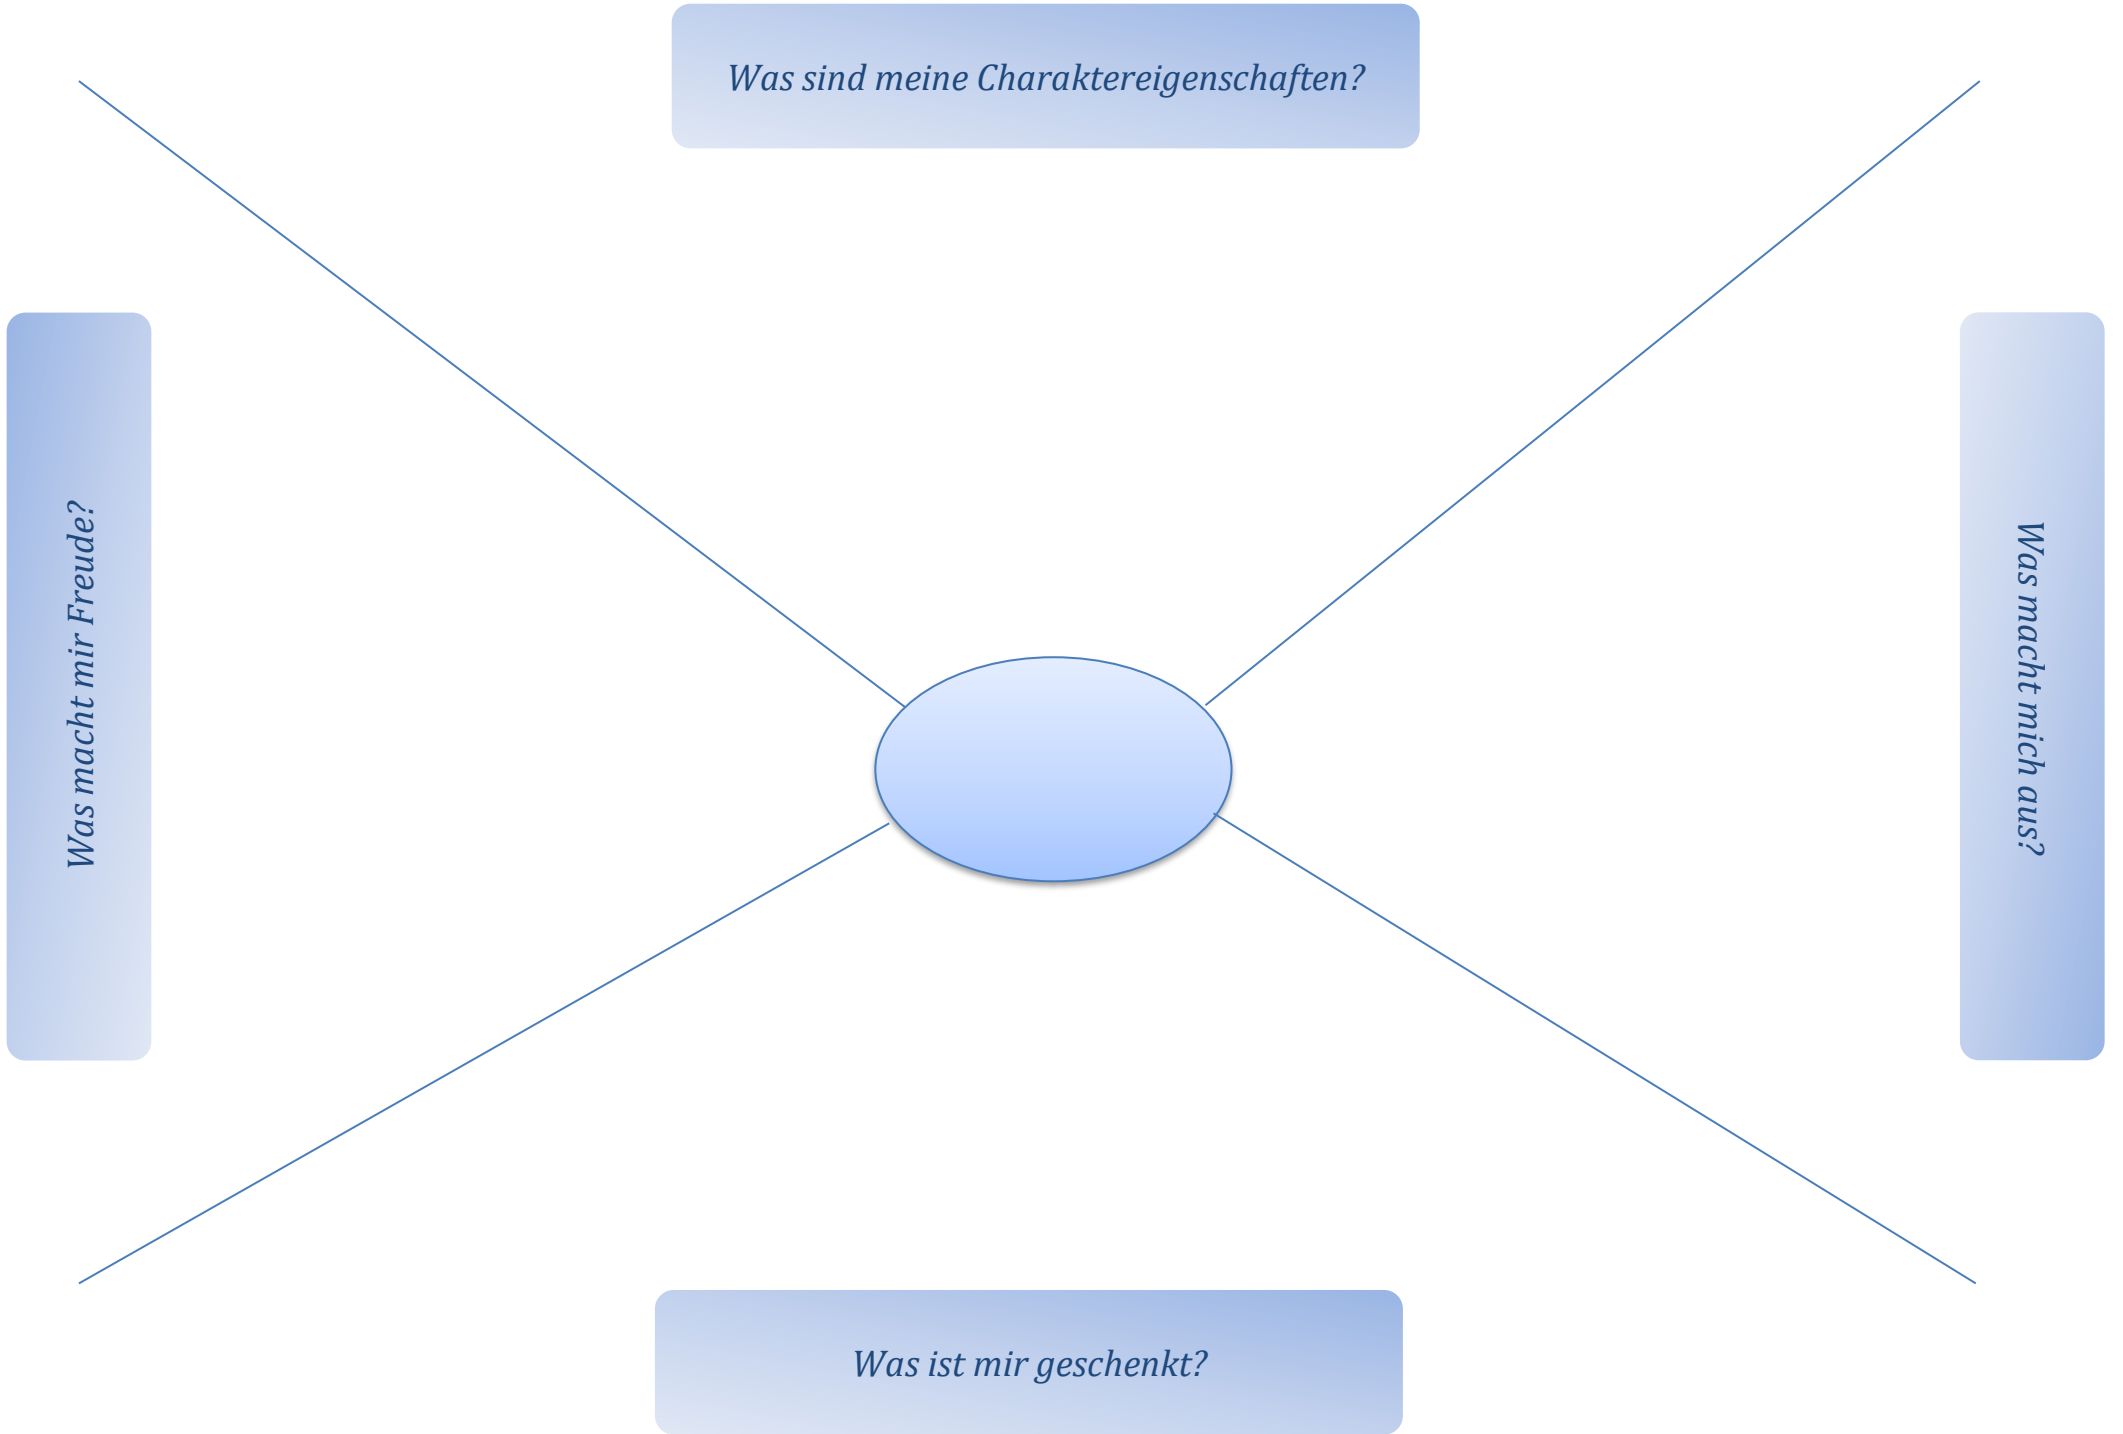 Was sind meine Charaktereigenschaften?
Was macht mir Freude?
Was macht mich aus?
Was ist mir geschenkt?